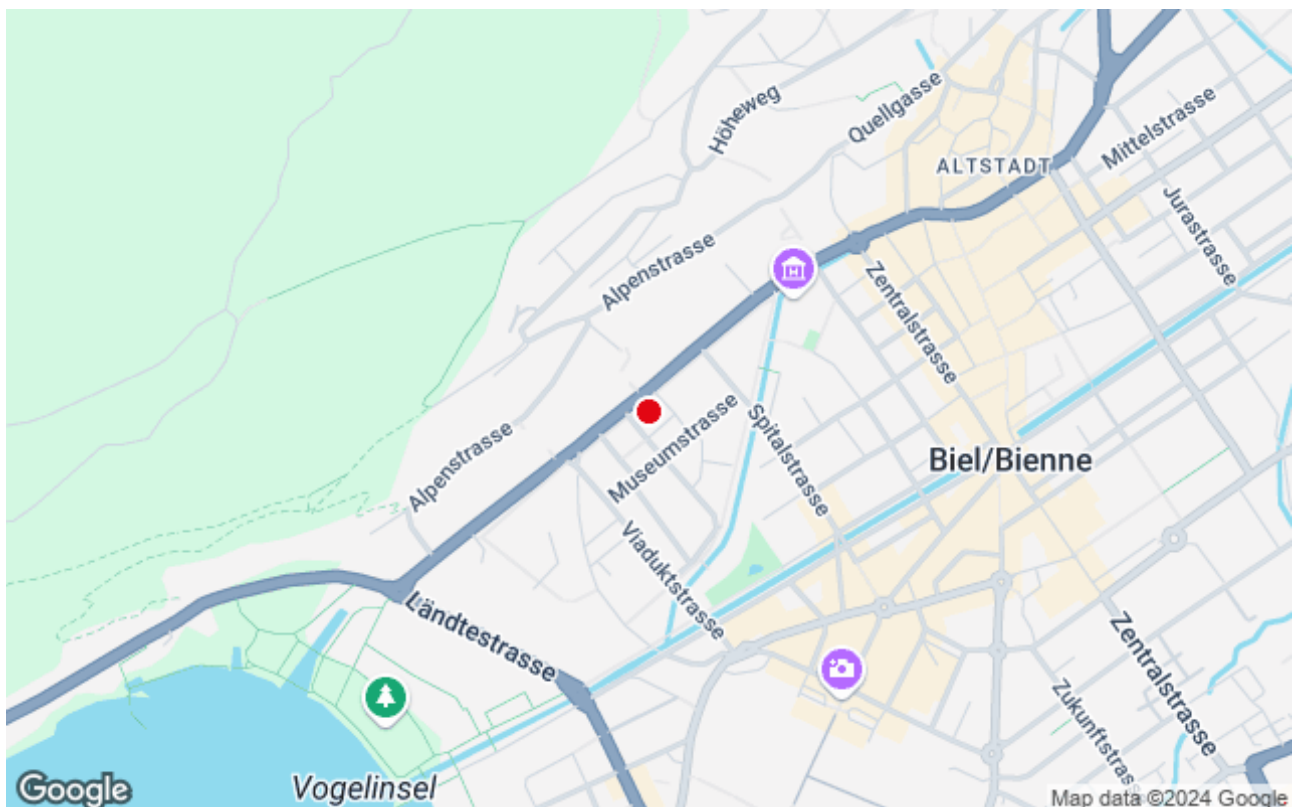 Höheweg
Quellgasse
ALTSTADT
Mittelstrasse
Jurastrasse
Alpenstrasse
Zentralstrasse
Alpenstrasse
Museumstrasse
Spitalstrasse
Biel/Bienne
Viaduktstrasse
Ländtestrasse
Zentralstrasse
Zukunftstrasse
Vogelinsel
Google
Map data ©2024 Google